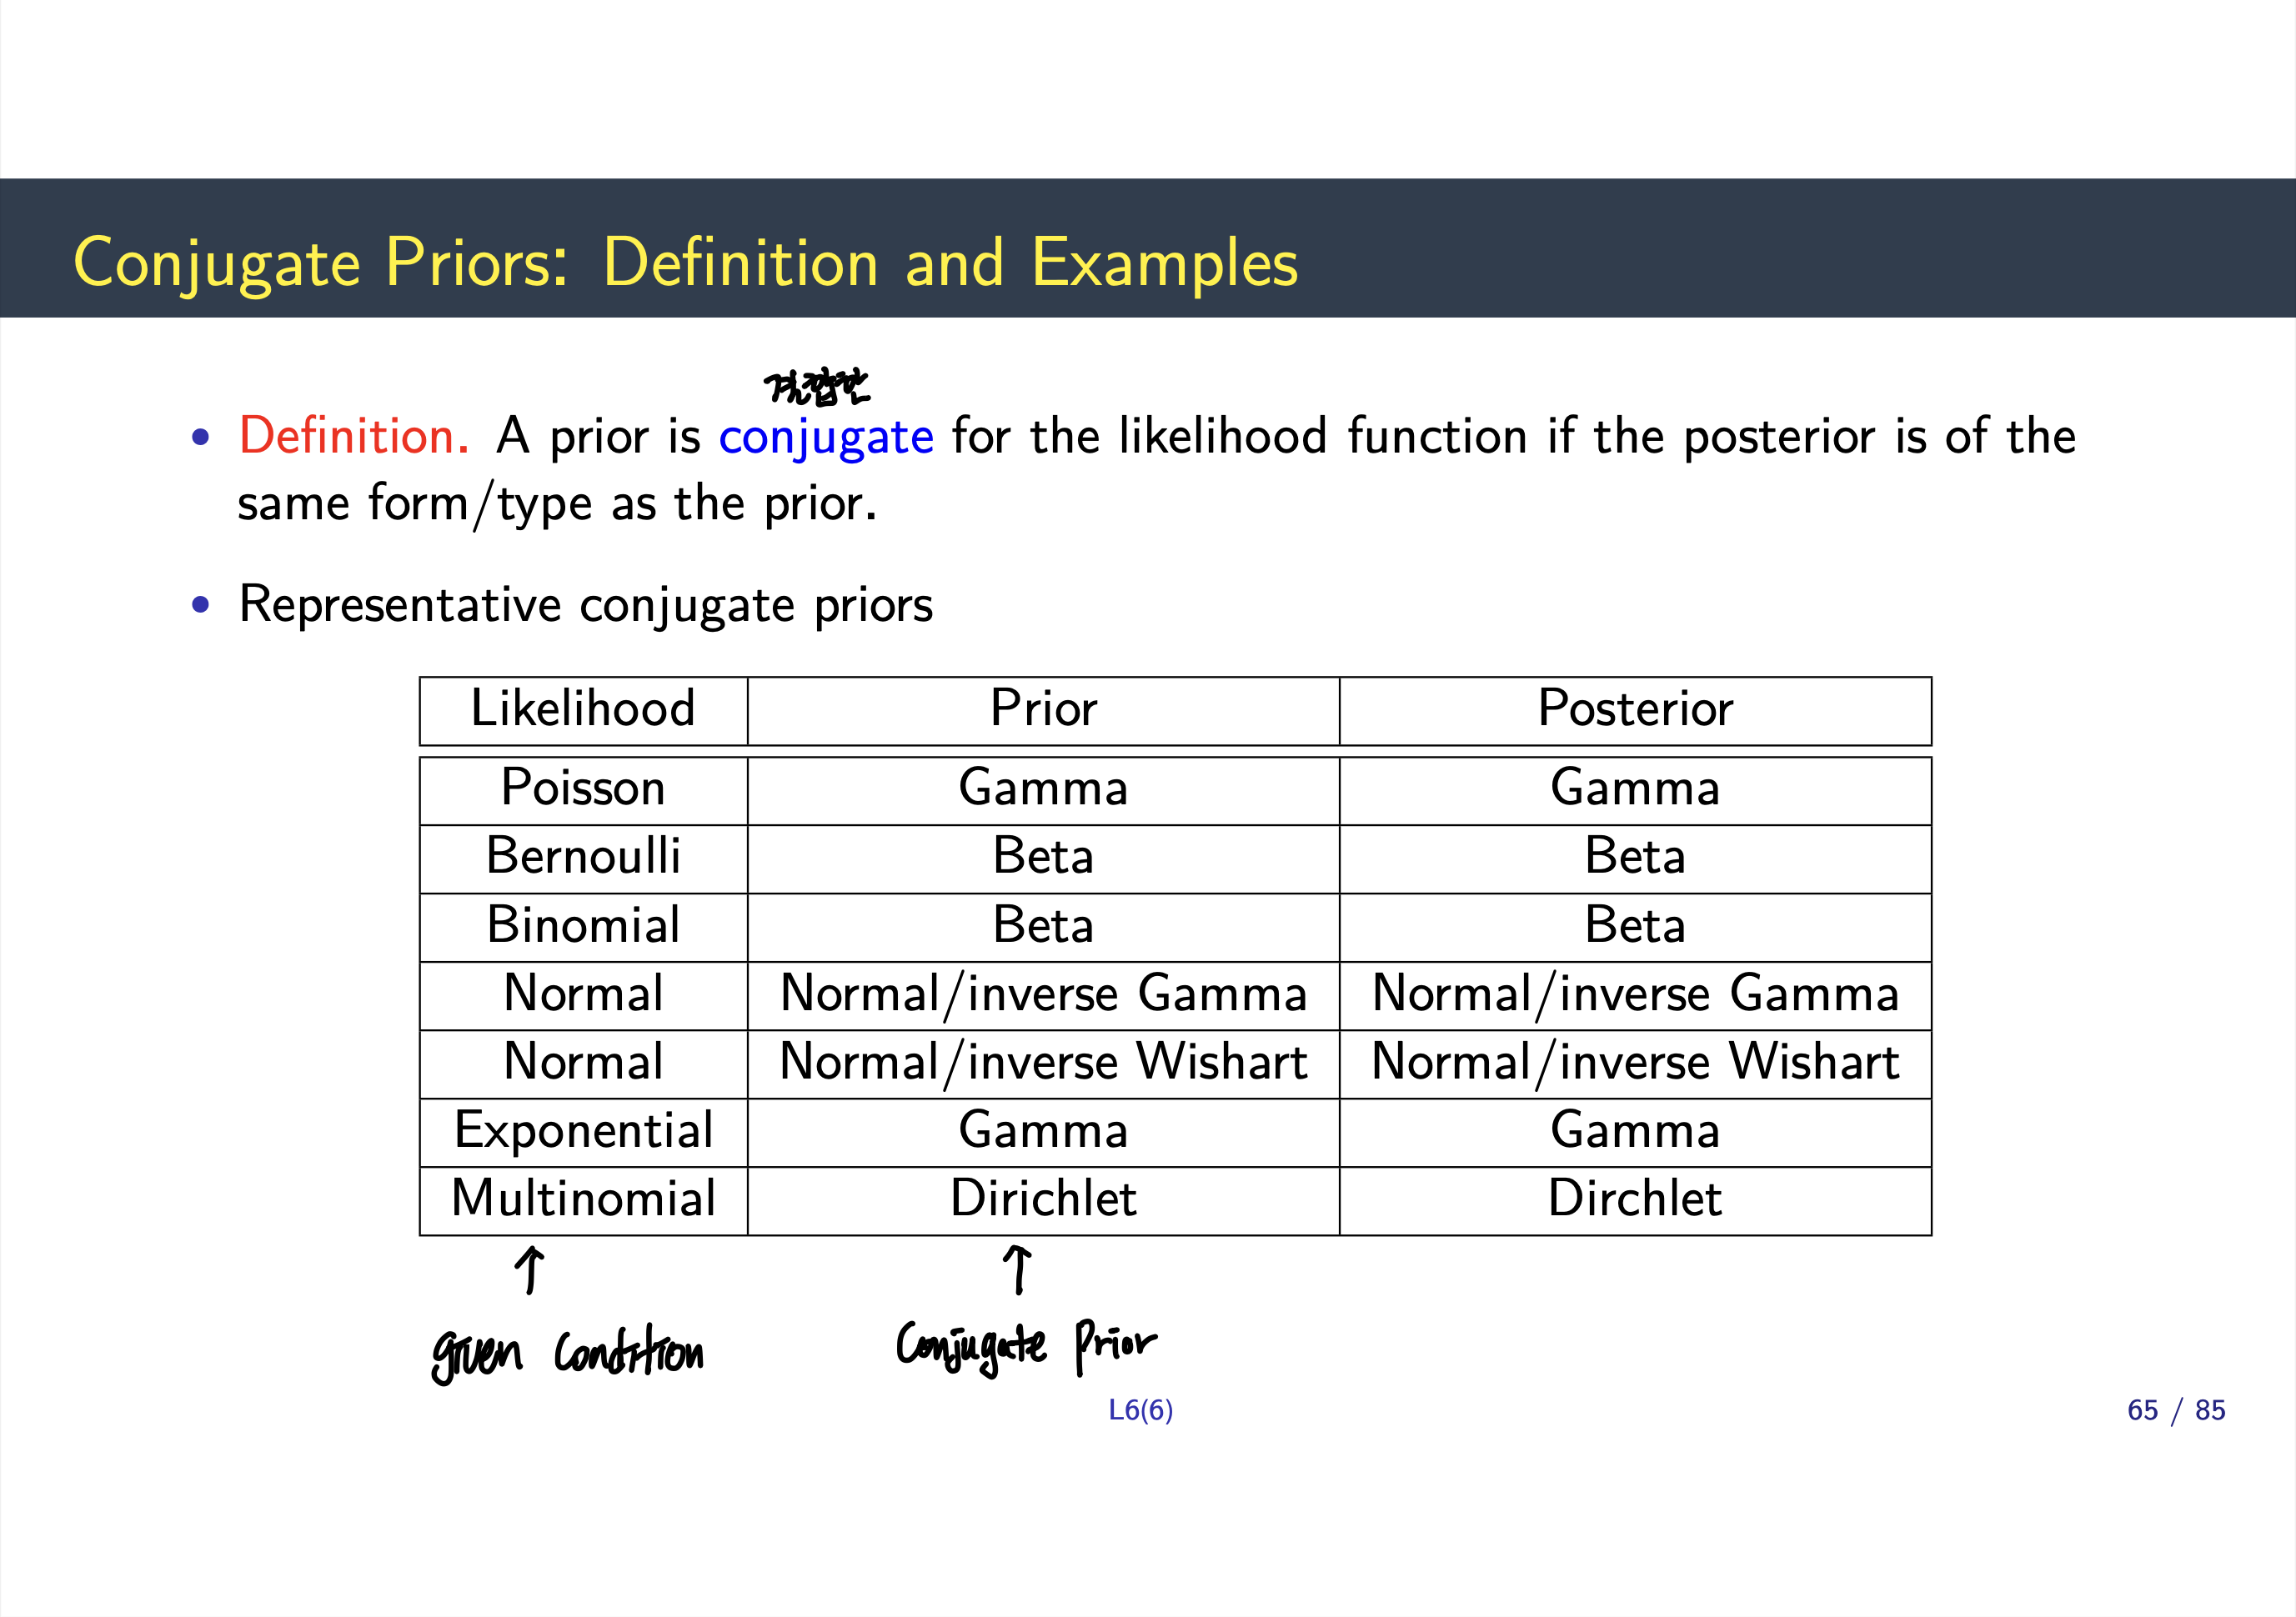 Conjugate Priors: Definition and Examples
• Definition. A prior is conjugate for the likelihood function if the posterior is of the
same form/type as the prior.
• Representative conjugate priors
Likelihood Prior Posterior
Poisson Gamma Gamma
Bernoulli Beta Beta
Binomial Beta Beta
Normal Normal/inverse Gamma Normal/inverse Gamma
Normal Normal/inverse Wishart Normal/inverse Wishart
Exponential Gamma Gamma
Multinomial Dirichlet Dirchlet
↑ ↑
given condition Conjugate Prior
L6(6) 65 / 85